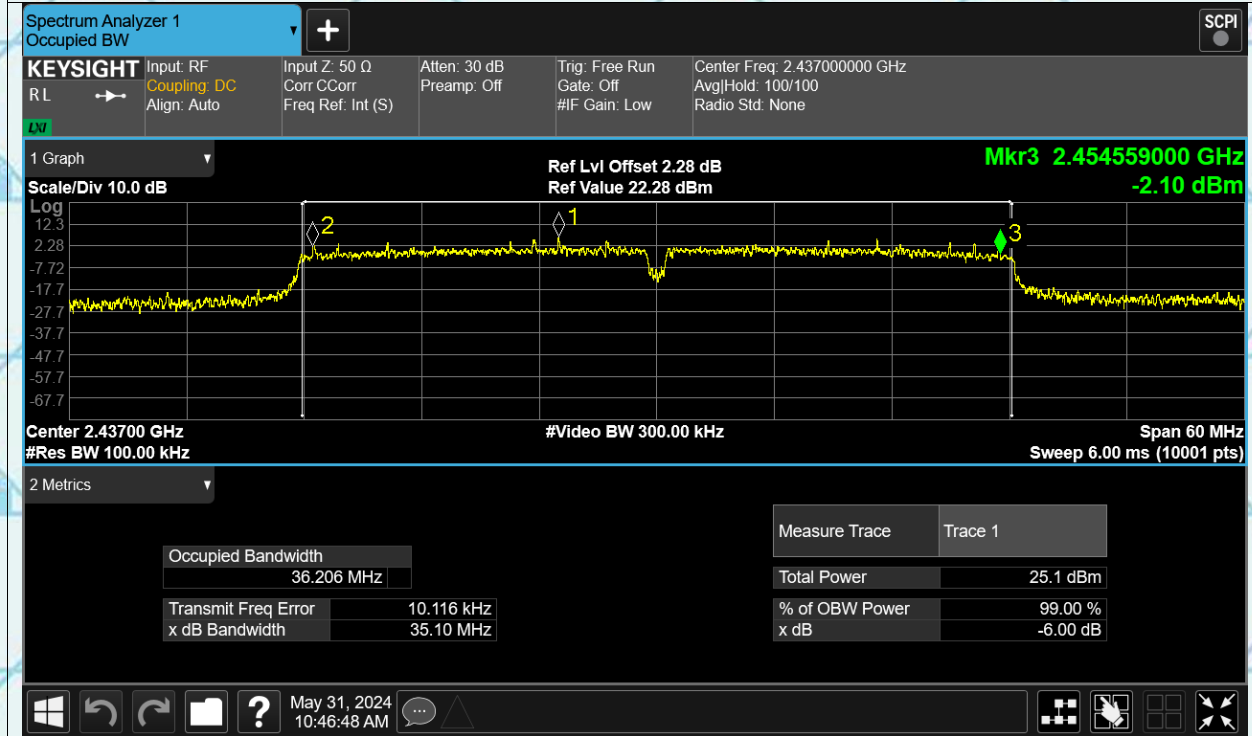 Spectrum Analyzer 1
Occupied BW
SCPI
KEYSIGHT
R L
LXI
Input: RF
Coupling: DC
Align: Auto
Input Z: 50 Ω
Corr CCorr
Freq Ref: Int (S)
Atten: 30 dB
Preamp: Off
Trig: Free Run
Gate: Off
#IF Gain: Low
Center Freq: 2.437000000 GHz
Avg|Hold: 100/100
Radio Std: None
1 Graph
Scale/Div 10.0 dB
Ref Lvl Offset 2.28 dB
Ref Value 22.28 dBm
Mkr3 2.454559000 GHz
-2.10 dBm
Log
12.3
2.28
-7.72
-17.7
-27.7
-37.7
-47.7
-57.7
-67.7
2
1
3
Center 2.43700 GHz
#Res BW 100.00 kHz
#Video BW 300.00 kHz
Span 60 MHz
Sweep 6.00 ms (10001 pts)
2 Metrics
Occupied Bandwidth
36.206 MHz
Transmit Freq Error 10.116 kHz
x dB Bandwidth 35.10 MHz
Measure Trace Trace 1
Total Power 25.1 dBm
% of OBW Power 99.00 %
x dB -6.00 dB
?
May 31, 2024
10:46:48 AM